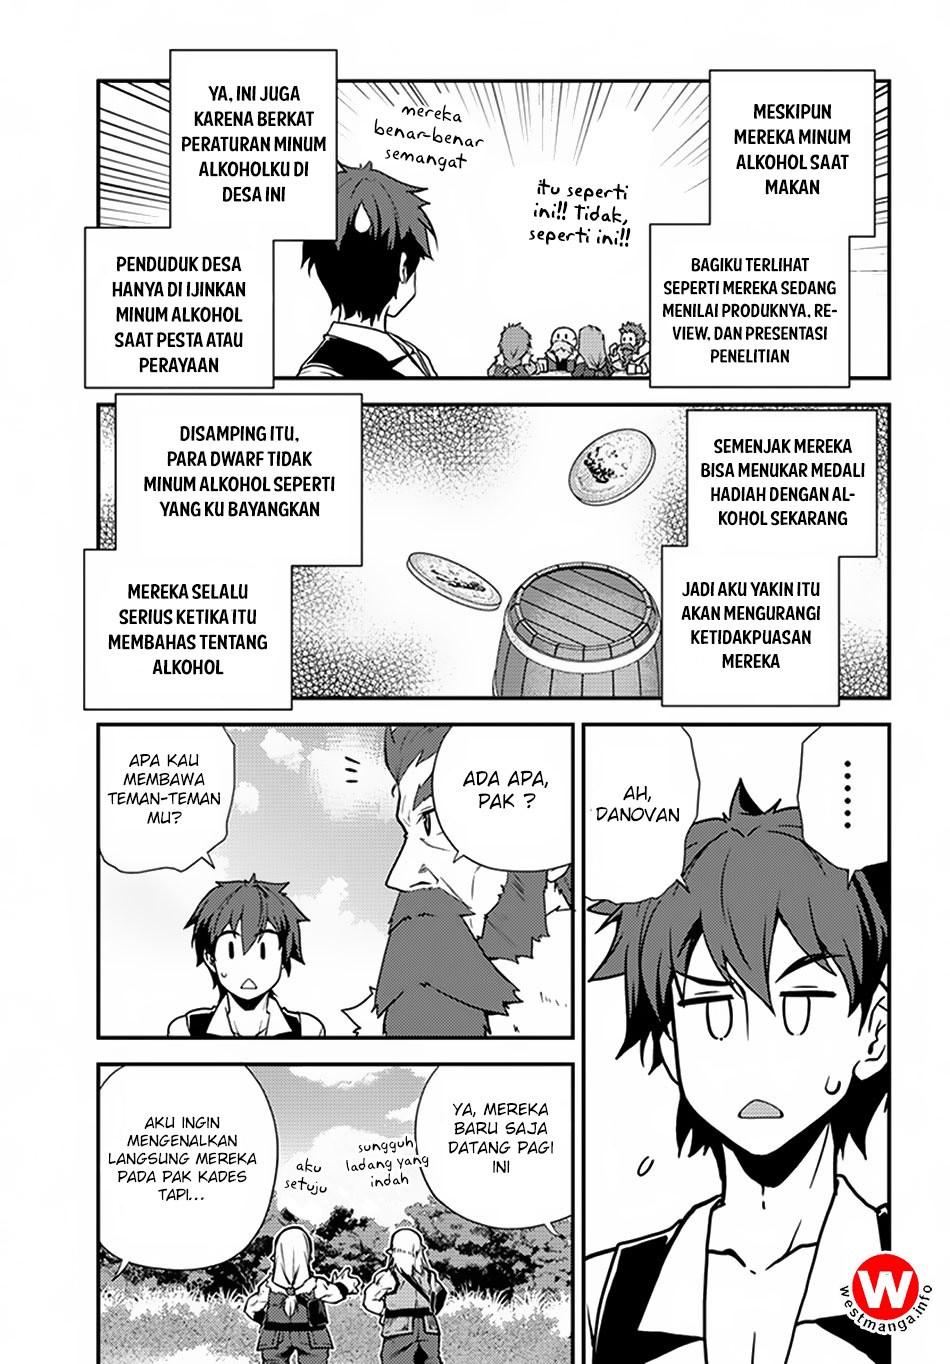 MESKIPUN
MEREKA MINUM
ALKOHOL SAAT
MAKAN
BAGIKU TERLIHAT
SEPERTI MEREKA SEDANG
MENILAI PRODUKNYA, RE-
VIEW, DAN PRESENTASI
PENELITIAN
itu seperti
ini!! Tidak,
seperti ini!!
mereka
benar-benar
semangat
YA, INI JUGA
KARENA BERKAT
PERATURAN MINUM
ALKOHOLKU DI
DESA INI
PENDUDUK DESA
HANYA DI IJINKAN
MINUM ALKOHOL
SAAT PESTA ATAU
PERAYAAN
SEMENJAK MEREKA
BISA MENUKAR MEDALI
HADIAH DENGAN AL-
KOHOL SEKARANG
JADI AKU YAKIN ITU
AKAN MENGURANGI
KETIDAKPUASAN
MEREKA
DISAMPING ITU,
PARA DWARF TIDAK
MINUM ALKOHOL SEPERTI
YANG KU BAYANGKAN
MEREKA SELALU
SERIUS KETIKA ITU
MEMBAHAS TENTANG
ALKOHOL
......
AH,
DANOVAN
ADA APA,
PAK ?
APA KAU
MEMBAWA
TEMAN-TEMAN
MU?
YA, MEREKA
BARU SAJA
DATANG PAGI
INI
sungguh
ladang yang
indah
aku
setuju
AKU INGIN
MENGENALKAN
LANGSUNG MEREKA
PADA PAK KADES
TAPI...
W
westmanga.info